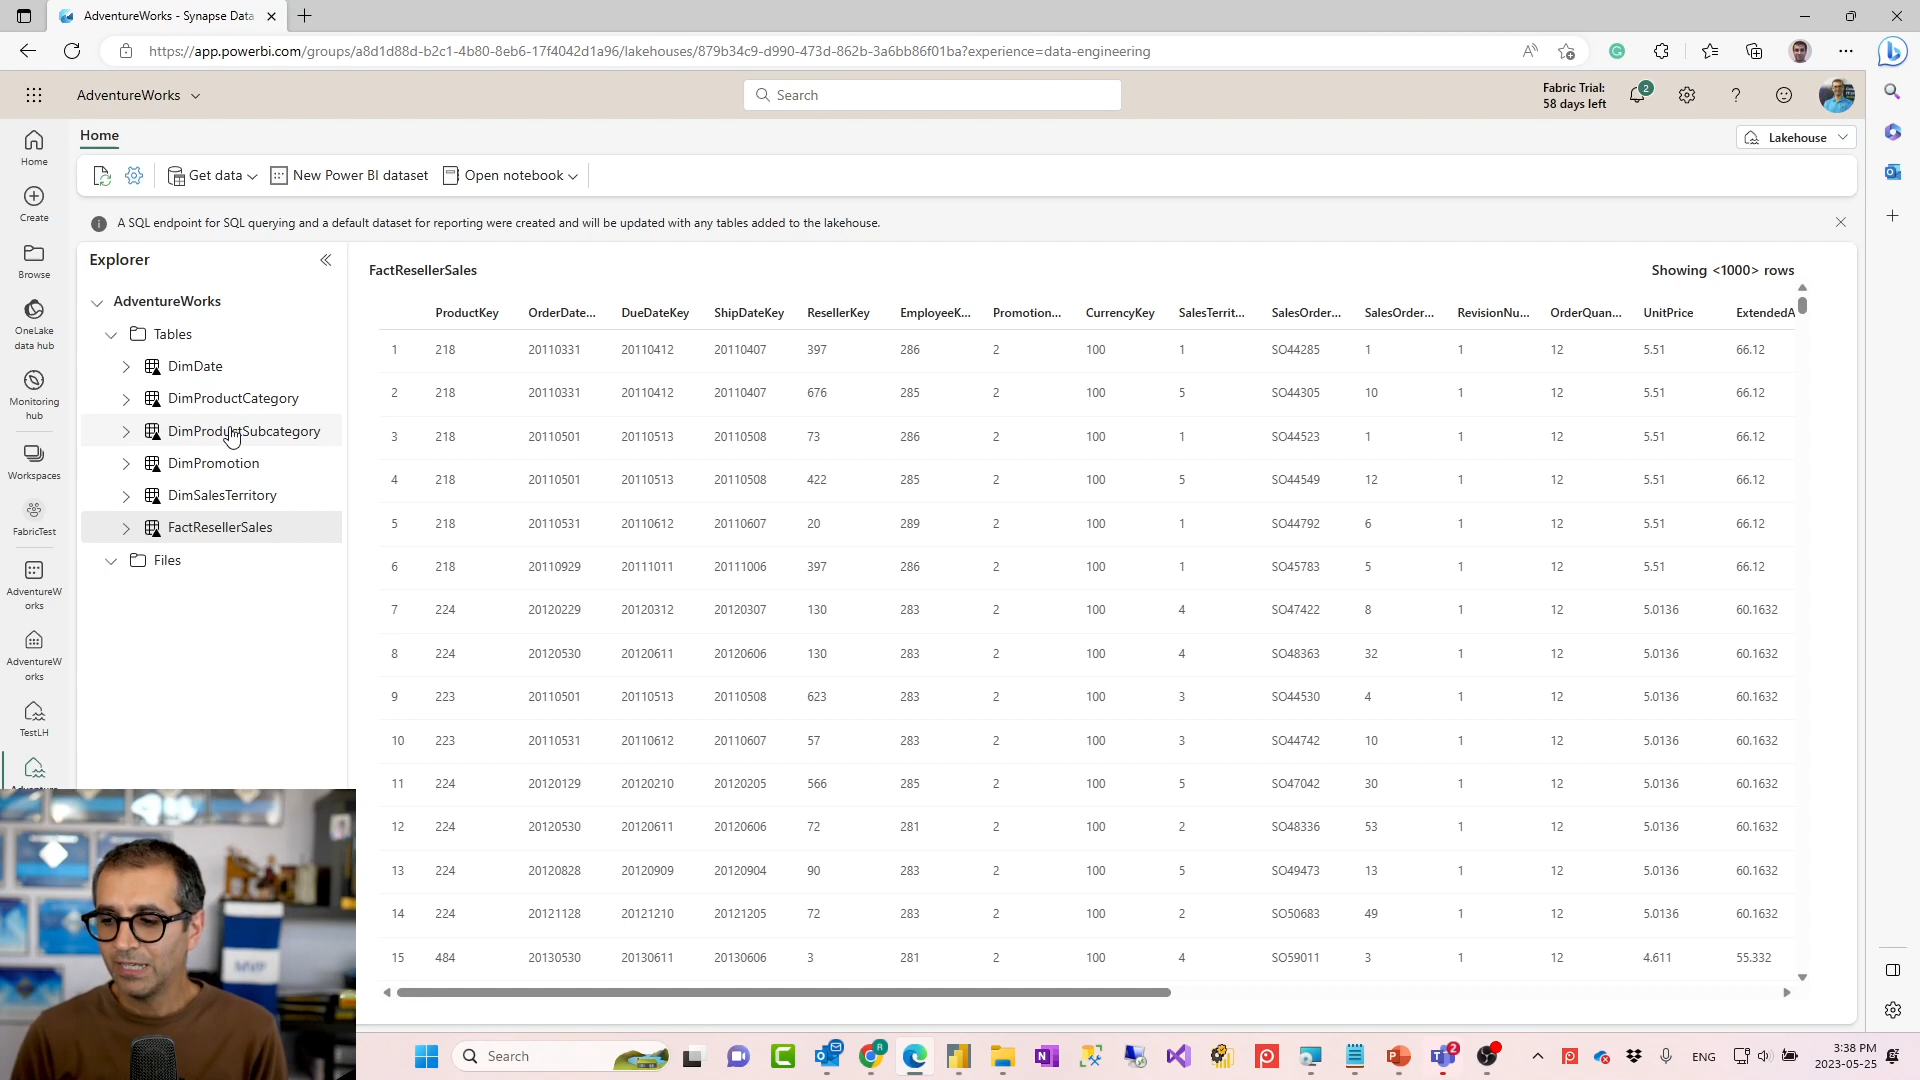 AdventureWorks - Synapse Data
https://app.powerbi.com/groups/a8d1d88d-b2c1-4b80-8eb6-17f4042d1a96/lakehouses/879b34c9-d990-473d-862b-3a6bb86f01ba?experience=data-engineering
AdventureWorks
Search
Fabric Trial:
58 days left
2
Home
Lakehouse
Get data
New Power BI dataset
Open notebook
A SQL endpoint for SQL querying and a default dataset for reporting were created and will be updated with any tables added to the lakehouse.
Home
Create
Browse
OneLake
data hub
Monitoring
hub
Workspaces
FabricTest
AdventureW
orks
AdventureW
orks
TestLH
Explorer
AdventureWorks
Tables
DimDate
DimProductCategory
DimProductSubcategory
DimPromotion
DimSalesTerritory
FactResellerSales
Files
FactResellerSales
Showing <1000> rows
ProductKey OrderDate... DueDateKey ShipDateKey ResellerKey EmployeeK... Promotion... CurrencyKey SalesTerrit... SalesOrder... SalesOrder... RevisionNu... OrderQuan... UnitPrice ExtendedA
1 218 20110331 20110412 20110407 397 286 2 100 1 SO44285 1 1 12 5.51 66.12
2 218 20110331 20110412 20110407 676 285 2 100 5 SO44305 10 1 12 5.51 66.12
3 218 20110501 20110513 20110508 73 286 2 100 1 SO44523 1 1 12 5.51 66.12
4 218 20110501 20110513 20110508 422 285 2 100 5 SO44549 12 1 12 5.51 66.12
5 218 20110531 20110612 20110607 20 289 2 100 1 SO44792 6 1 12 5.51 66.12
6 218 20110929 20111011 20111006 397 286 2 100 1 SO45783 5 1 12 5.51 66.12
7 224 20120229 20120312 20120307 130 283 2 100 4 SO47422 8 1 12 5.0136 60.1632
8 224 20120530 20120611 20120606 130 283 2 100 4 SO48363 32 1 12 5.0136 60.1632
9 223 20110501 20110513 20110508 623 283 2 100 3 SO44530 4 1 12 5.0136 60.1632
10 223 20110531 20110612 20110607 57 283 2 100 3 SO44742 10 1 12 5.0136 60.1632
11 224 20120129 20120210 20120205 566 285 2 100 5 SO47042 30 1 12 5.0136 60.1632
12 224 20120530 20120611 20120606 72 281 2 100 2 SO48336 53 1 12 5.0136 60.1632
13 224 20120828 20120909 20120904 90 283 2 100 5 SO49473 13 1 12 5.0136 60.1632
14 224 20121128 20121210 20121205 72 283 2 100 2 SO50683 49 1 12 5.0136 60.1632
15 484 20130530 20130611 20130606 3 281 2 100 4 SO59011 3 1 12 4.611 55.332
MVP
Search
ENG
3:38 PM
2023-05-25